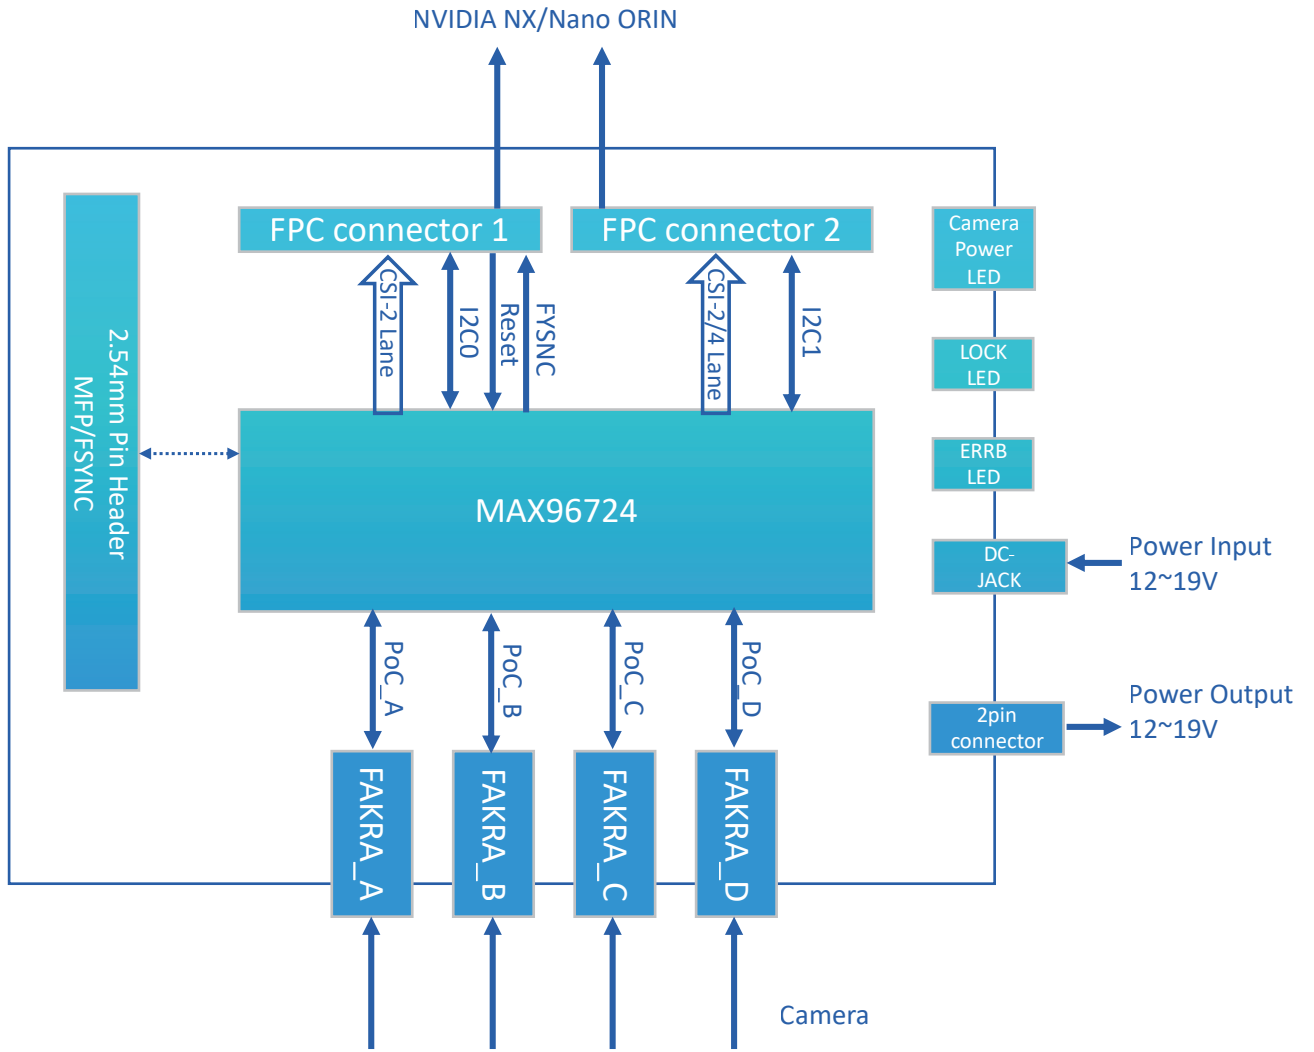 NVIDIA NX/Nano ORIN
FPC connector 1
FPC connector 2
Camera
Power
LED
CSI-2 Lane
I2C0
Reset
FYSNC
CSI-2/4 Lane
I2C1
LOCK
LED
2.54mm Pin Header
MFP/FSYNC
ERRB
LED
MAX96724
DC-
JACK
Power Input
12~19V
PoC_A
PoC_B
PoC_C
PoC_D
2pin
connector
Power Output
12~19V
FAKRA_A
FAKRA_B
FAKRA_C
FAKRA_D
Camera